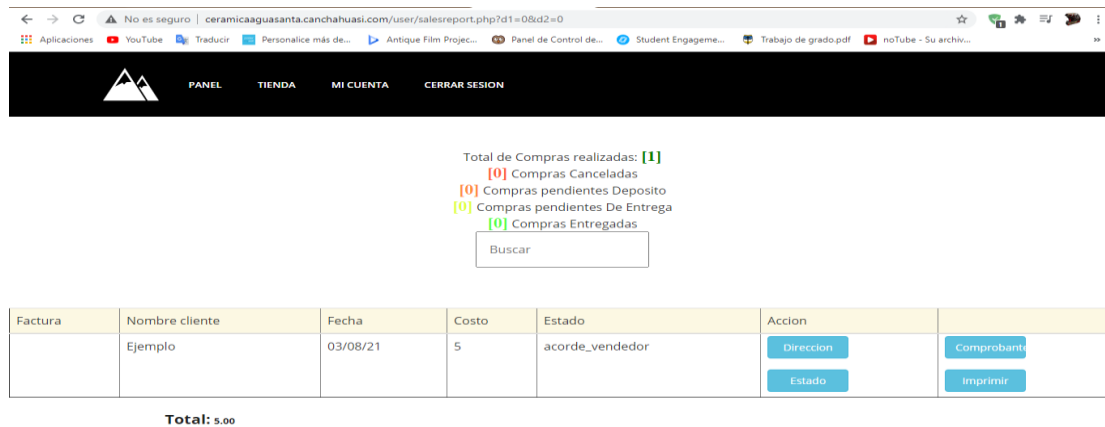 No es seguro | ceramicaaguasanta.canchahuasi.com/user/salesreport.php?d1=0&d2=0
Aplicaciones YouTube Traducir Personalice más de... Antique Film Projec... Panel de Control de... Student Engageme... Trabajo de grado.pdf noTube - Su archiv... »
PANEL TIENDA MI CUENTA CERRAR SESION
Total de Compras realizadas: [1]
[0] Compras Canceladas
[0] Compras pendientes Deposito
[0] Compras pendientes De Entrega
[0] Compras Entregadas
Buscar
Factura Nombre cliente Fecha Costo Estado Accion
Ejemplo 03/08/21 5 acorde_vendedor Direccion Comprobante
Estado Imprimir
Total: 5.00